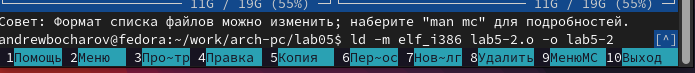 11G / 19G (55%) 11G / 19G (55%)
Совет: Формат списка файлов можно изменить; наберите "man mc" для подробностей.
andrewbocharov@fedora:~/work/arch-pc/lab05$ ld -m elf_i386 lab5-2.o -o lab5-2 [^]
1Помощь 2Меню 3Про~тр 4Правка 5Копия 6Пер~ос 7Нов~лг 8Удалить 9МенюMC 10Выход